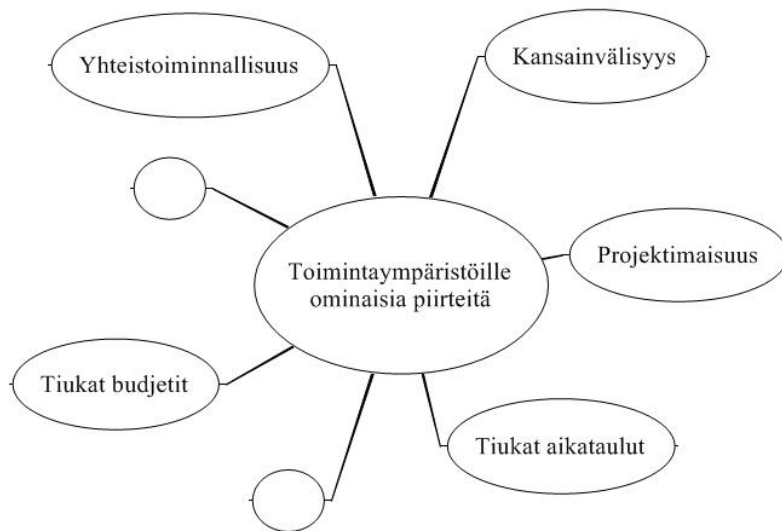 Yhteistoiminnallisuus
Kansainvälisyys
Toimintaympäristöille
ominaisia piirteitä
Projektimaisuus
Tiukat budjetit
Tiukat aikataulut